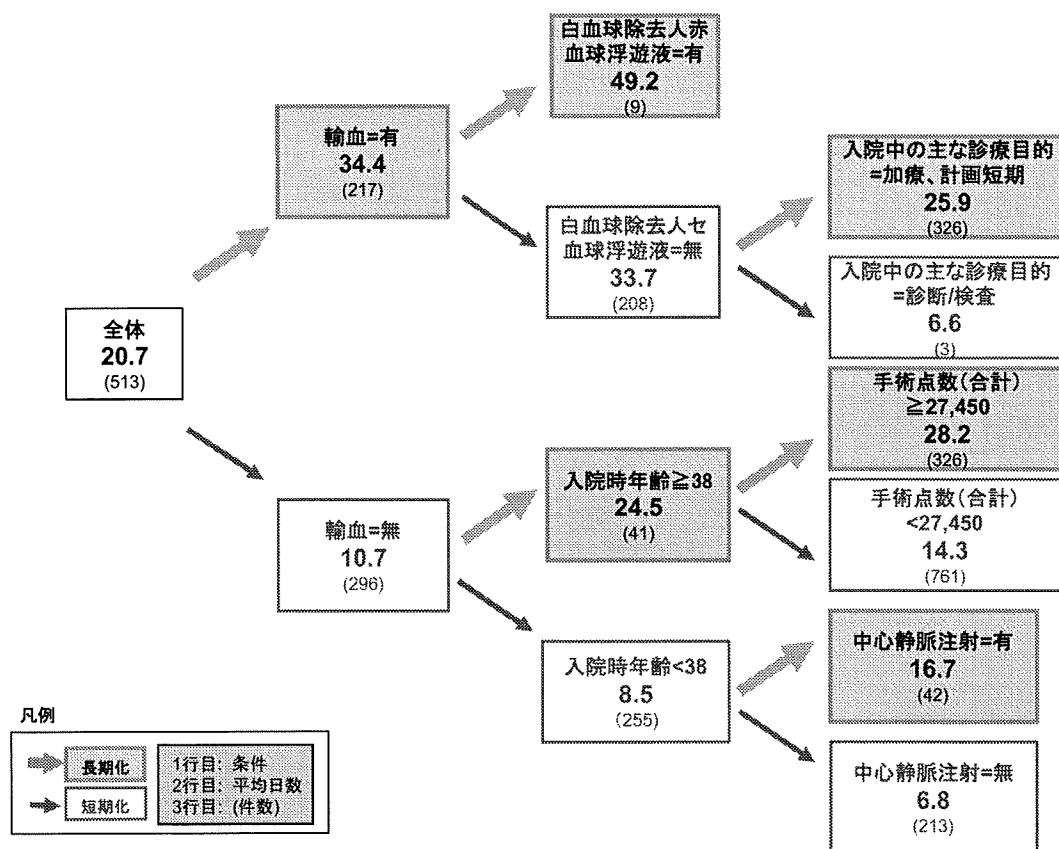 白血球除去人赤
血球浮遊液=有
49.2
(9)
輸血=有
34.4
(217)
入院中の主な診療目的
=加療、計画短期
25.9
(326)
白血球除去人セ
血球浮遊液=無
33.7
(208)
入院中の主な診療目的
=診断/検査
6.6
(3)
全体
20.7
(513)
手術点数(合計)
≧27,450
28.2
(326)
入院時年齢≧38
24.5
(41)
手術点数(合計)
<27,450
14.3
(761)
輸血=無
10.7
(296)
中心静脈注射=有
16.7
(42)
入院時年齢<38
8.5
(255)
中心静脈注射=無
6.8
(213)
凡例
長期化
短期化
1行目: 条件
2行目: 平均日数
3行目: (件数)